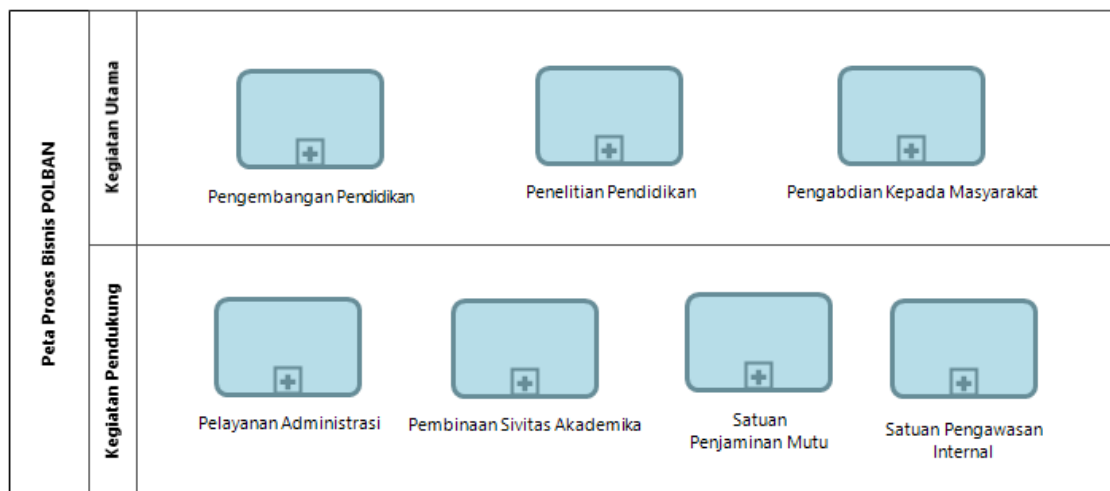 Peta Proses Bisnis POLBAN
Kegiatan Utama
Pengembangan Pendidikan
Penelitian Pendidikan
Pengabdian Kepada Masyarakat
Kegiatan Pendukung
Pelayanan Administrasi
Pembinaan Sivitas Akademika
Satuan
Penjaminan Mutu
Satuan Pengawasan
Internal